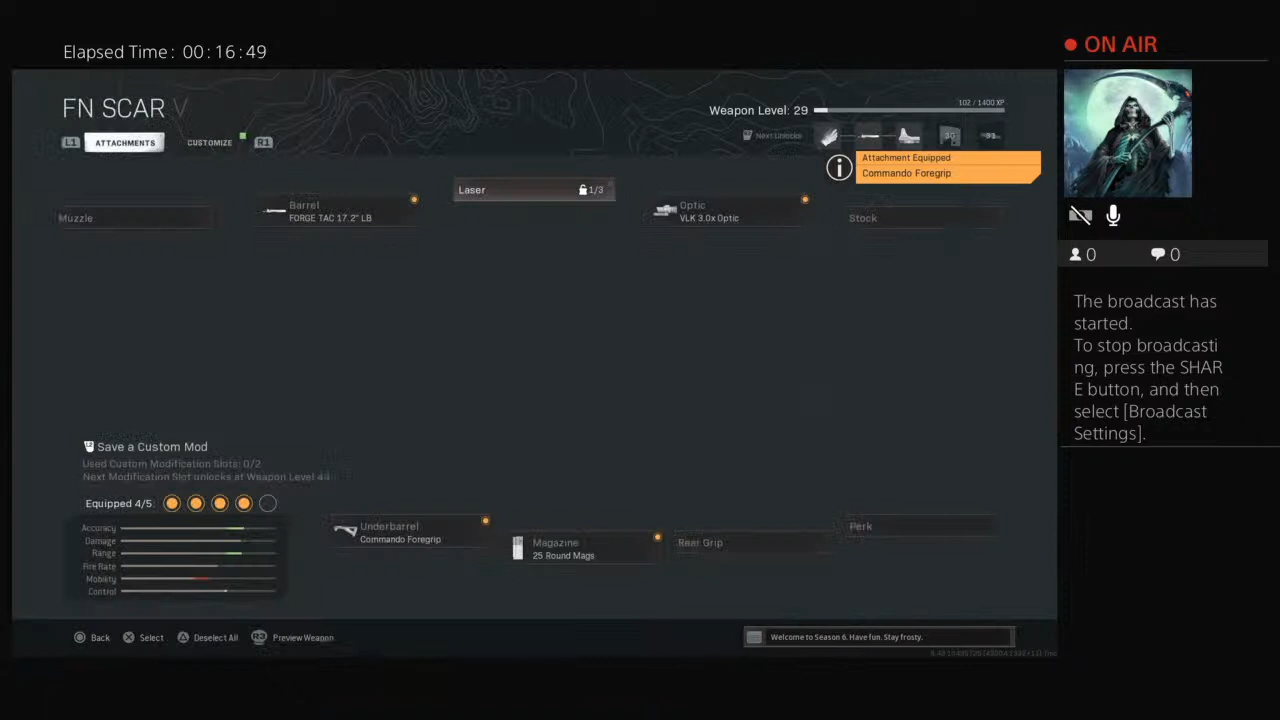 Elapsed Time: 00:16:49
ON AIR
FN SCAR V
Weapon Level: 29
102 / 1400 XP
L1
ATTACHMENTS
CUSTOMIZE
R1
Next Unlocks
30
Attachment Equipped
Commando Foregrip
Muzzle
Barrel
FORGE TAC 17.2" LB
Laser
1/3
Optic
VLK 3.0x Optic
Stock
0
0
The broadcast has
started.
To stop broadcasti
ng, press the SHAR
E button, and then
select [Broadcast
Settings].
Save a Custom Mod
Used Custom Modification Slots: 0/2
Next Modification Slot unlocks at Weapon Level 44
Equipped 4/5:
Accuracy
Damage
Range
Fire Rate
Mobility
Control
Underbarrel
Commando Foregrip
Magazine
25 Round Mags
Rear Grip
Perk
Back
Select
Deselect All
R3
Preview Weapon
Welcome to Season 6. Have fun. Stay frosty.